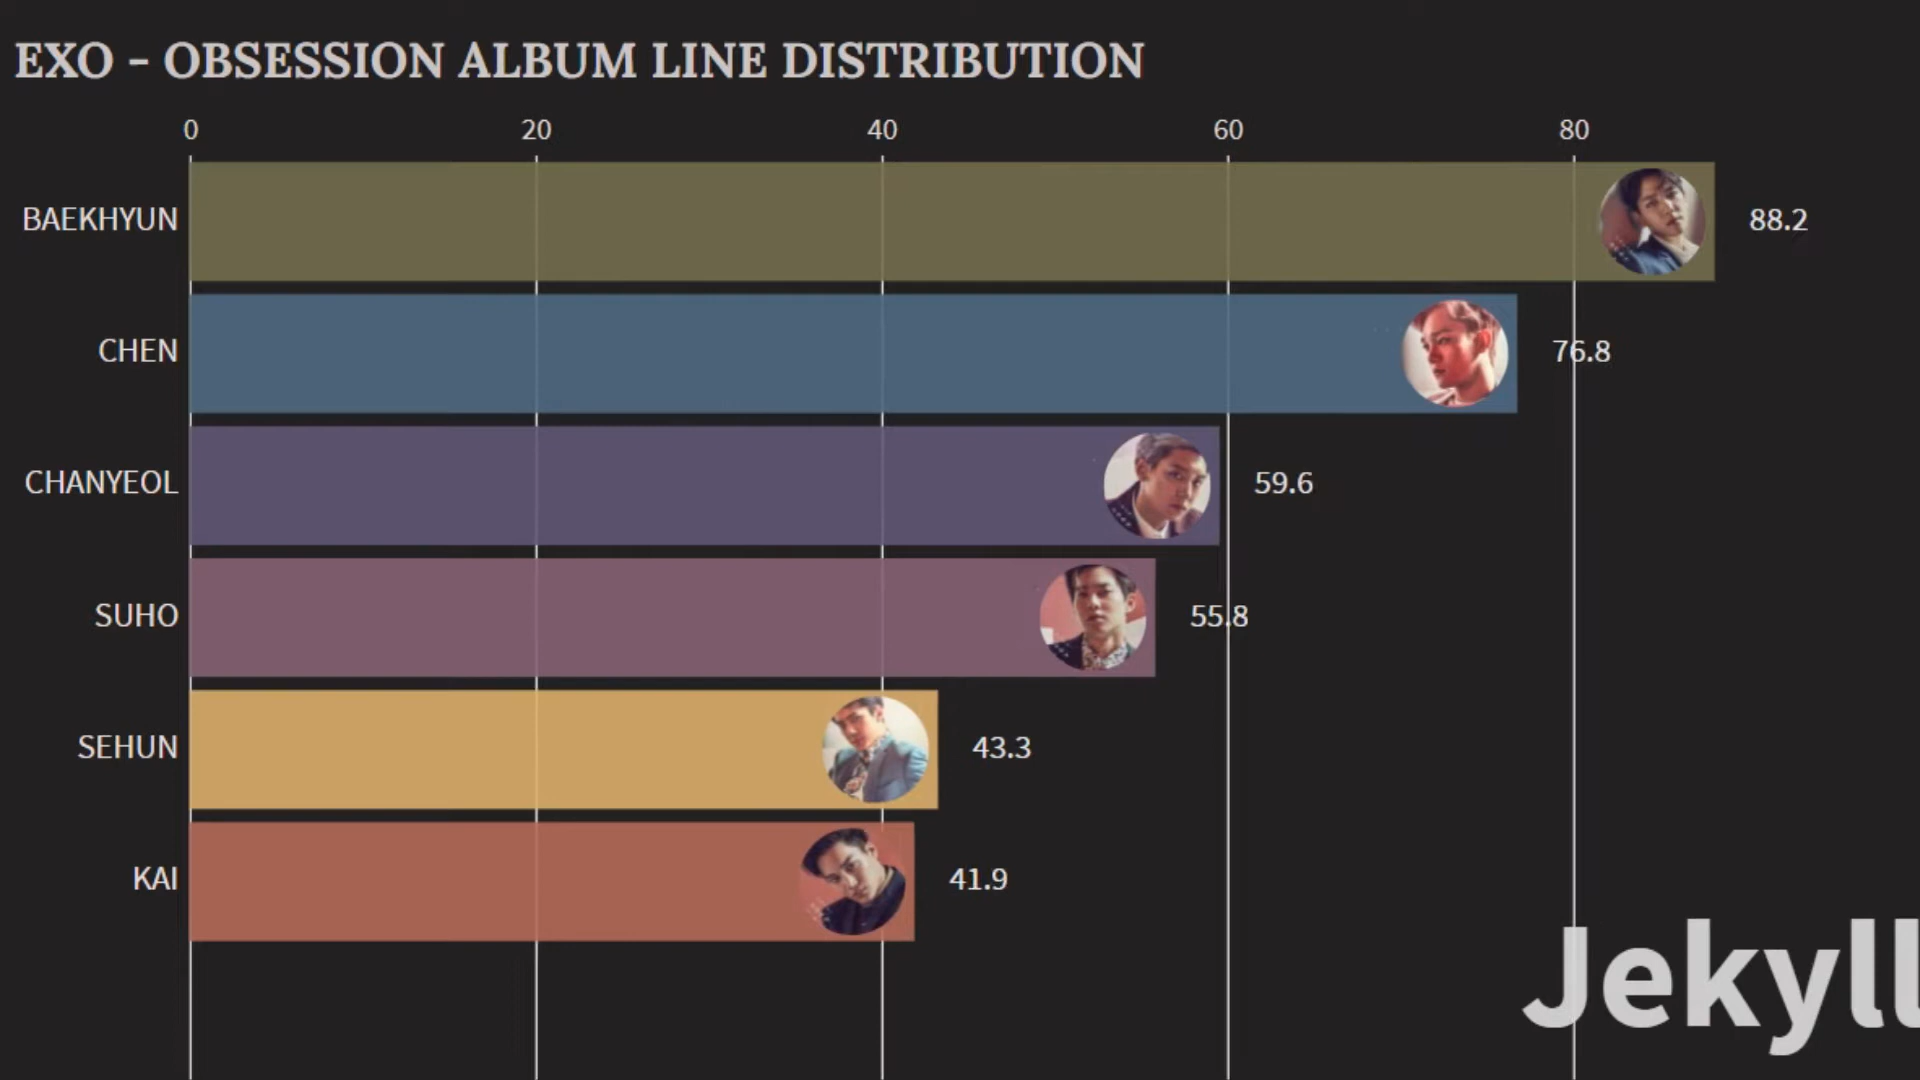 EXO - OBSESSION ALBUM LINE DISTRIBUTION
0 20 40 60 80
BAEKHYUN 88.2
CHEN 76.8
CHANYEOL 59.6
SUHO 55.8
SEHUN 43.3
KAI 41.9
Jekyll